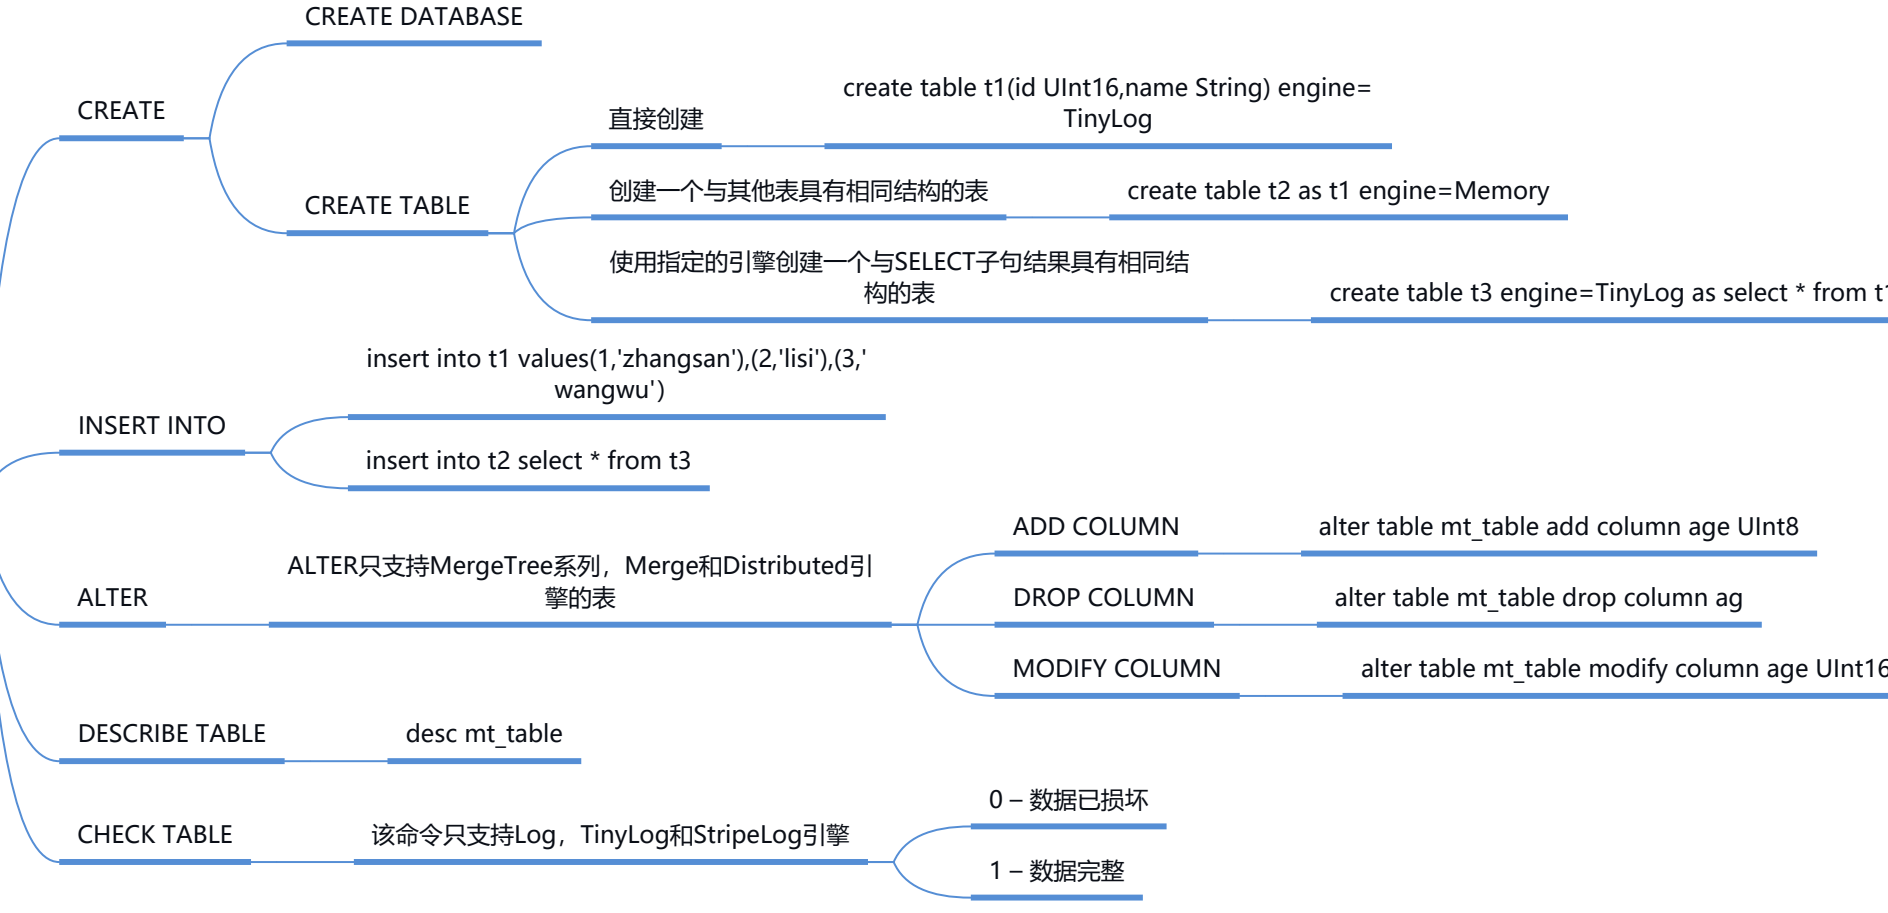 CREATE DATABASE
CREATE
直接创建
create table t1(id UInt16,name String) engine=
TinyLog
创建一个与其他表具有相同结构的表
create table t2 as t1 engine=Memory
CREATE TABLE
使用指定的引擎创建一个与SELECT子句结果具有相同结
构的表
create table t3 engine=TinyLog as select * from t1
insert into t1 values(1,'zhangsan'),(2,'lisi'),(3,'
wangwu')
INSERT INTO
insert into t2 select * from t3
ADD COLUMN
alter table mt_table add column age UInt8
ALTER
ALTER只支持MergeTree系列，Merge和Distributed引
擎的表
DROP COLUMN
alter table mt_table drop column ag
MODIFY COLUMN
alter table mt_table modify column age UInt16
DESCRIBE TABLE
desc mt_table
0 – 数据已损坏
CHECK TABLE
该命令只支持Log，TinyLog和StripeLog引擎
1 – 数据完整